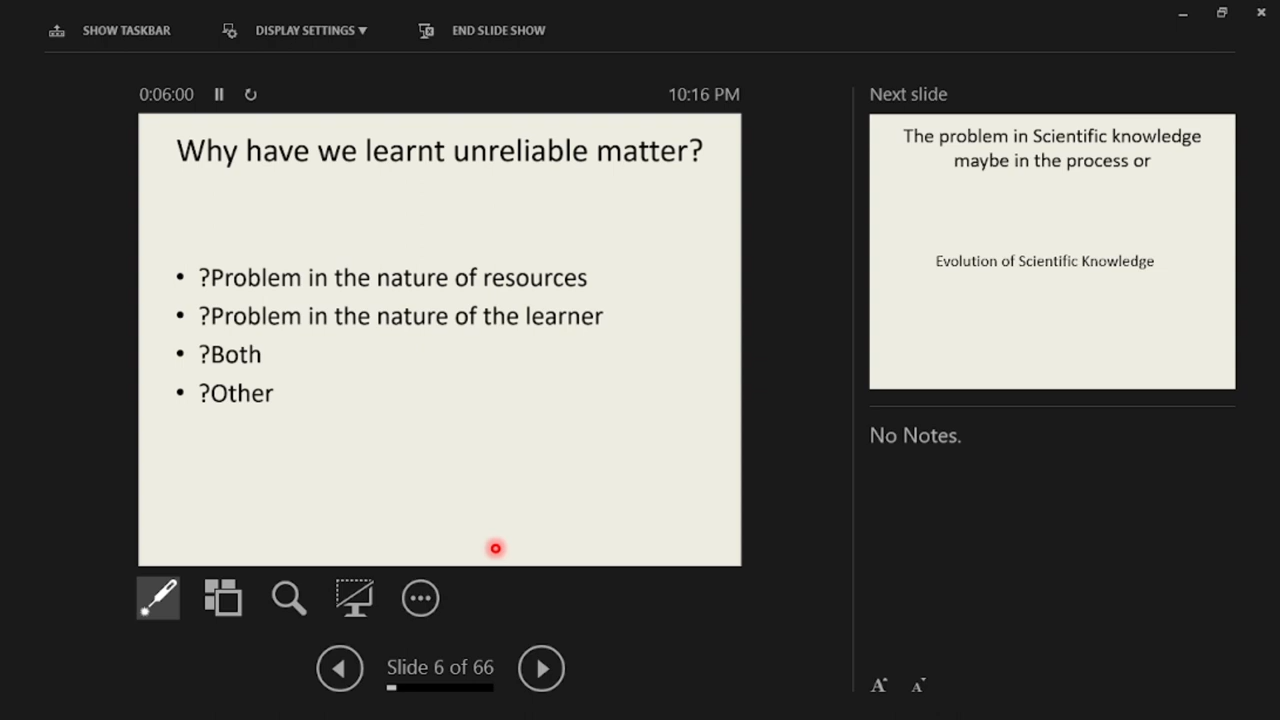 SHOW TASKBAR
DISPLAY SETTINGS ▼
END SLIDE SHOW
0:06:00
10:16 PM
Why have we learnt unreliable matter?
• ?Problem in the nature of resources
• ?Problem in the nature of the learner
• ?Both
• ?Other
Slide 6 of 66
Next slide
The problem in Scientific knowledge
maybe in the process or
Evolution of Scientific Knowledge
No Notes.
A A